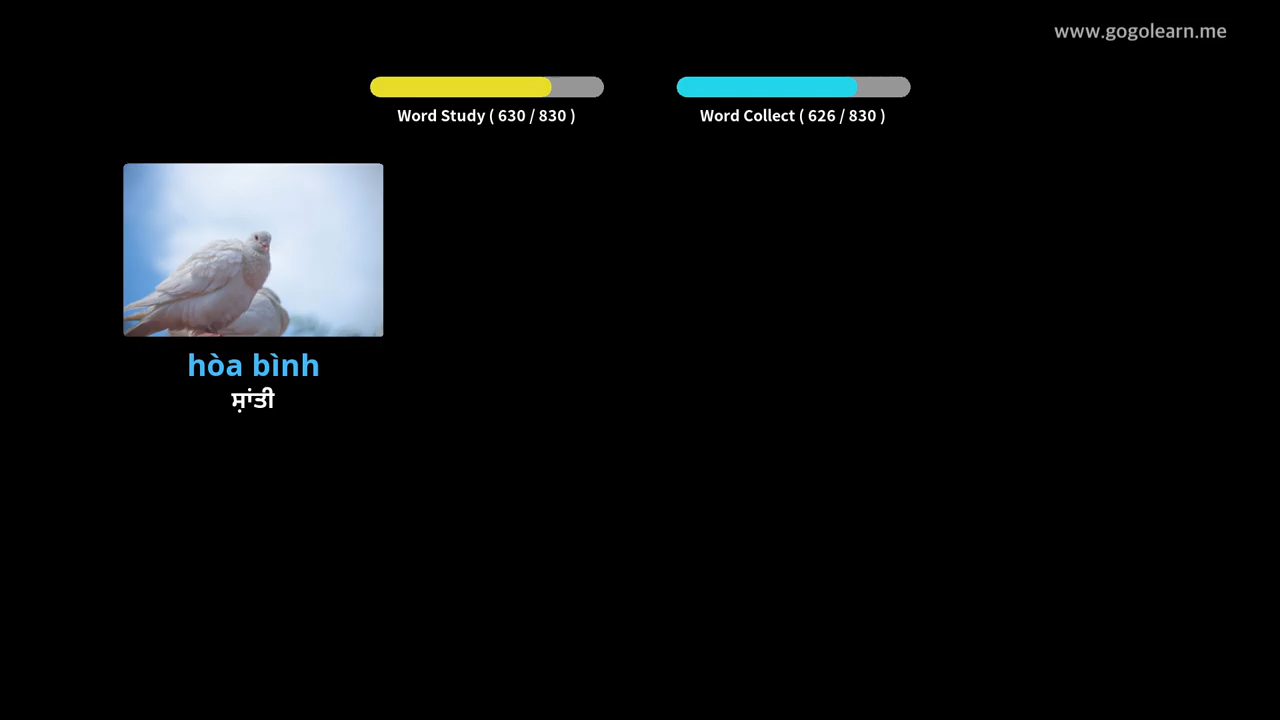 www.gogolearn.me
Word Study ( 630 / 830 )
Word Collect ( 626 / 830 )
hòa bình
ਸ਼ਾਂਤੀ